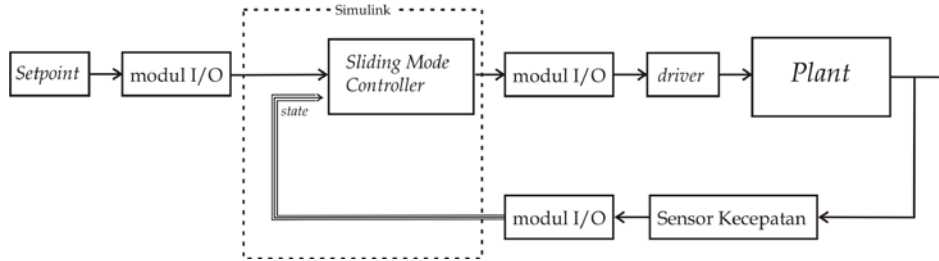 Simulink
Setpoint
modul I/O
Sliding Mode
Controller
modul I/O
driver
Plant
state
modul I/O
Sensor Kecepatan